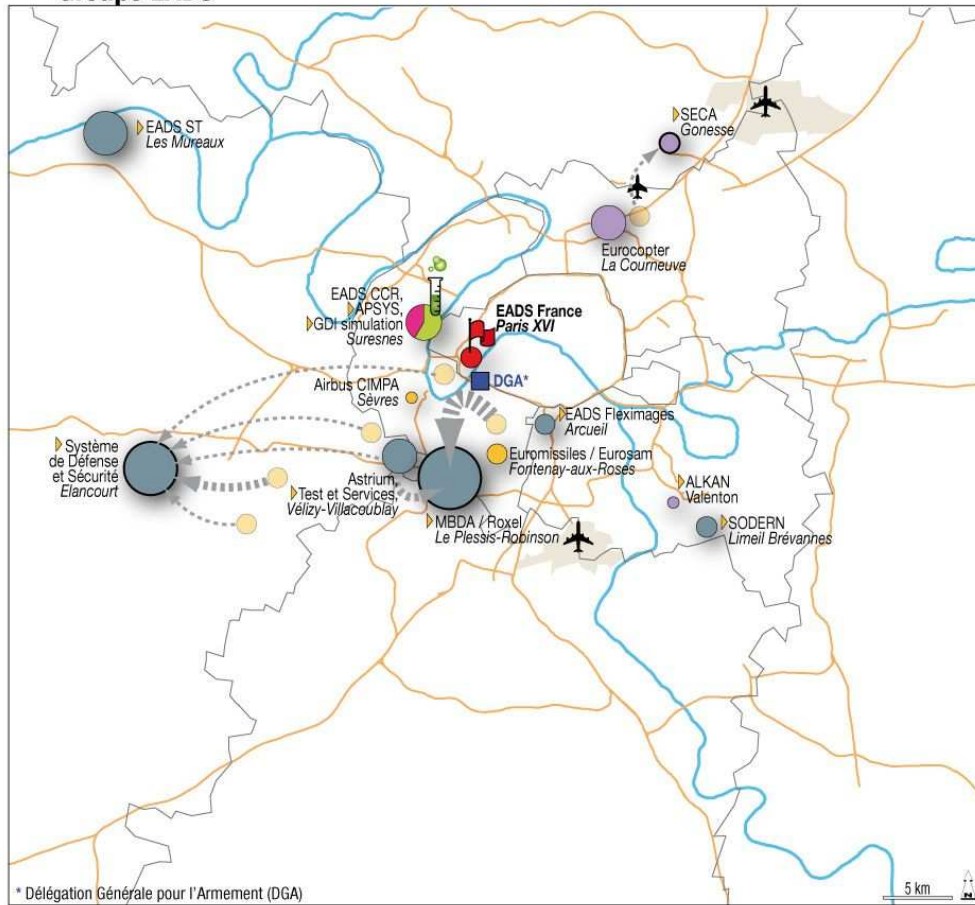 Groupe EADS
EADS ST
Les Mureaux
SECA
Gonesse
Eurocopter
La Courneuve
EADS CCR,
APSYS,
GDI simulation
Suresnes
EADS France
Paris XVI
DGA*
Airbus CIMPA
Sèvres
EADS Fleximages
Arcueil
Système
de Défense
et Sécurité
Elancourt
Euromissiles / Eurosam
Fontenay-aux-Roses
Astrium,
Test et Services,
Vélizy-Villacoublay
ALKAN
Valenton
MBDA / Roxel
Le Plessis-Robinson
SODERN
Limeil Brévannes
* Délégation Générale pour l'Armement (DGA)
5 km
N